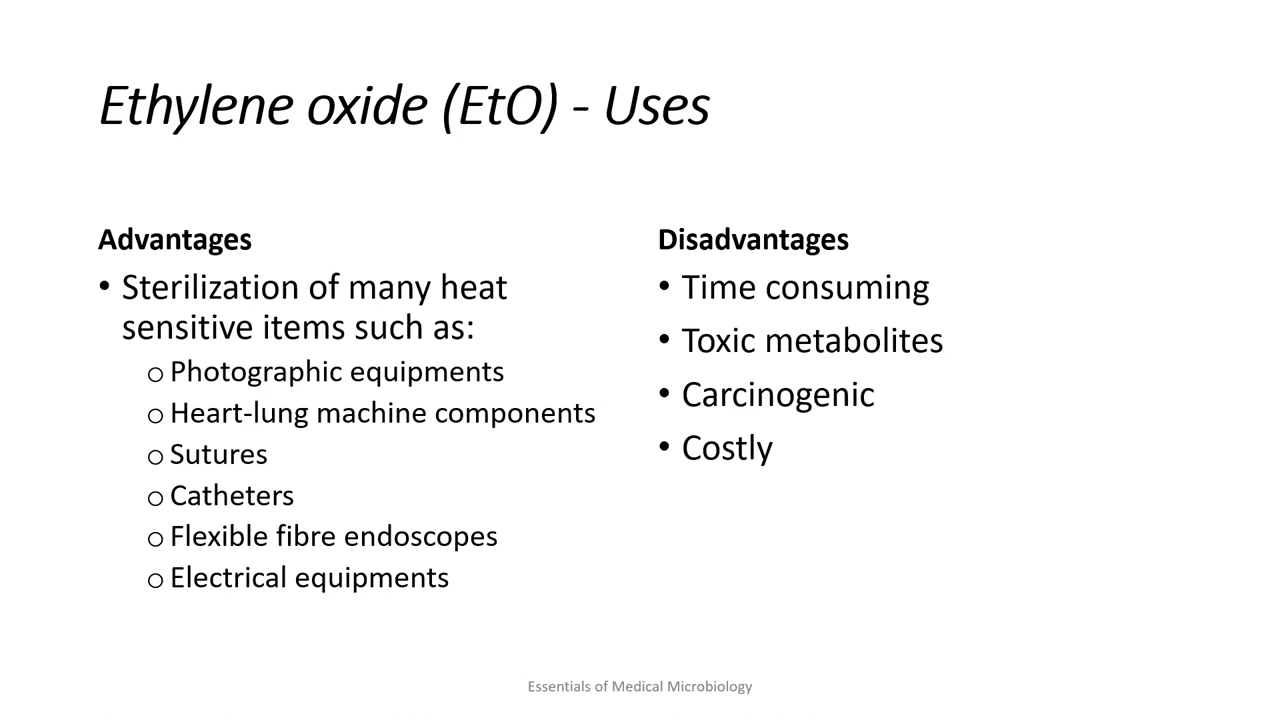 Ethylene oxide (EtO) - Uses
Advantages
• Sterilization of many heat
sensitive items such as:
o Photographic equipments
o Heart-lung machine components
o Sutures
o Catheters
o Flexible fibre endoscopes
o Electrical equipments
Disadvantages
• Time consuming
• Toxic metabolites
• Carcinogenic
• Costly
Essentials of Medical Microbiology